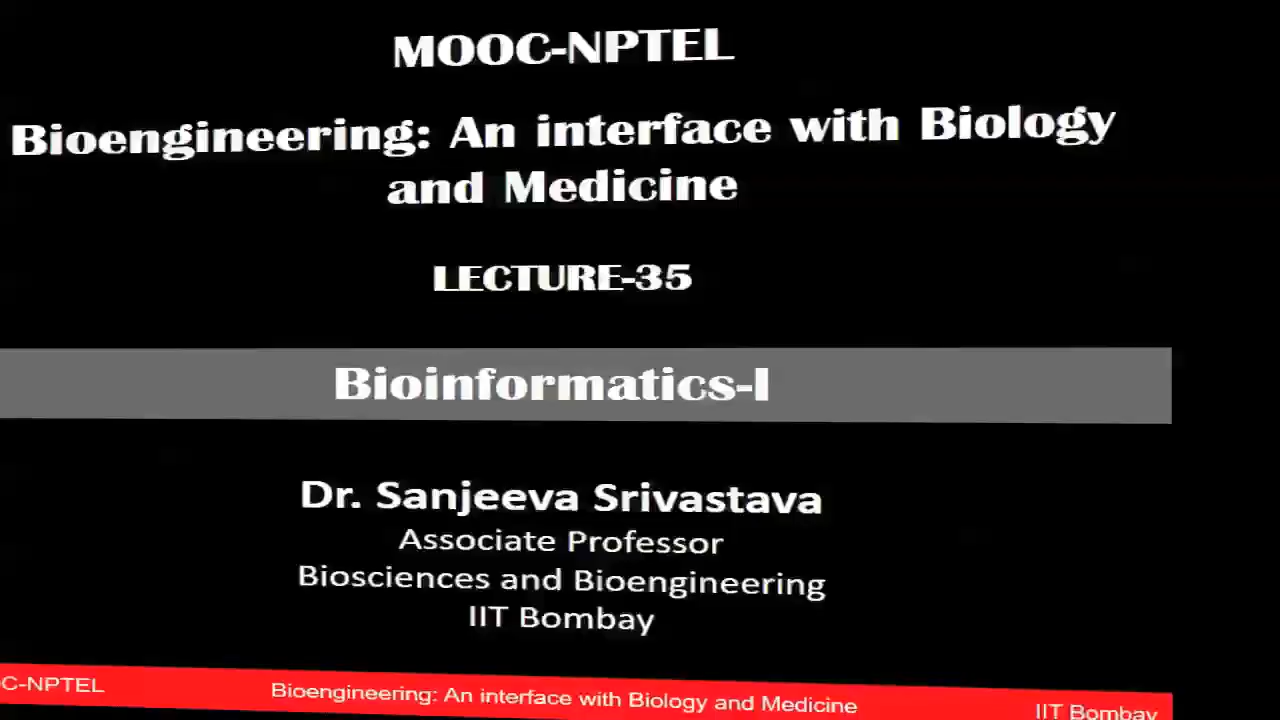 MOOC-NPTEL
Bioengineering: An interface with Biology
and Medicine
LECTURE-35
Bioinformatics-I
Dr. Sanjeeva Srivastava
Associate Professor
Biosciences and Bioengineering
IIT Bombay
C-NPTEL Bioengineering: An interface with Biology and Medicine IIT Bombay